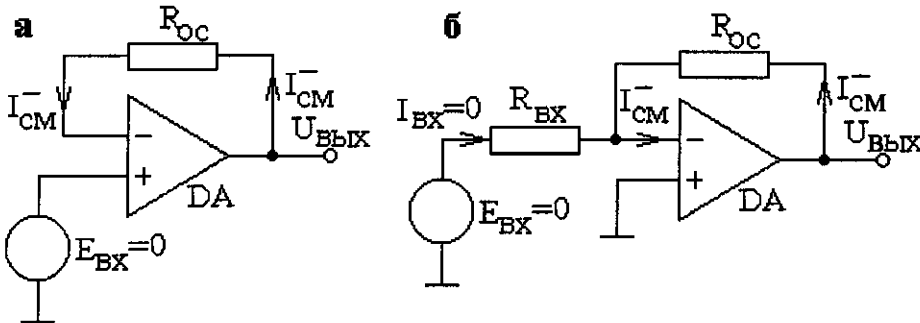 а
R_ОС
I⁻_СМ
I⁻_СМ
−
+
DA
U_ВЫХ
E_ВХ=0
б
R_ОС
I_ВХ=0
R_ВХ
I⁻_СМ
I⁻_СМ
−
+
DA
U_ВЫХ
E_ВХ=0